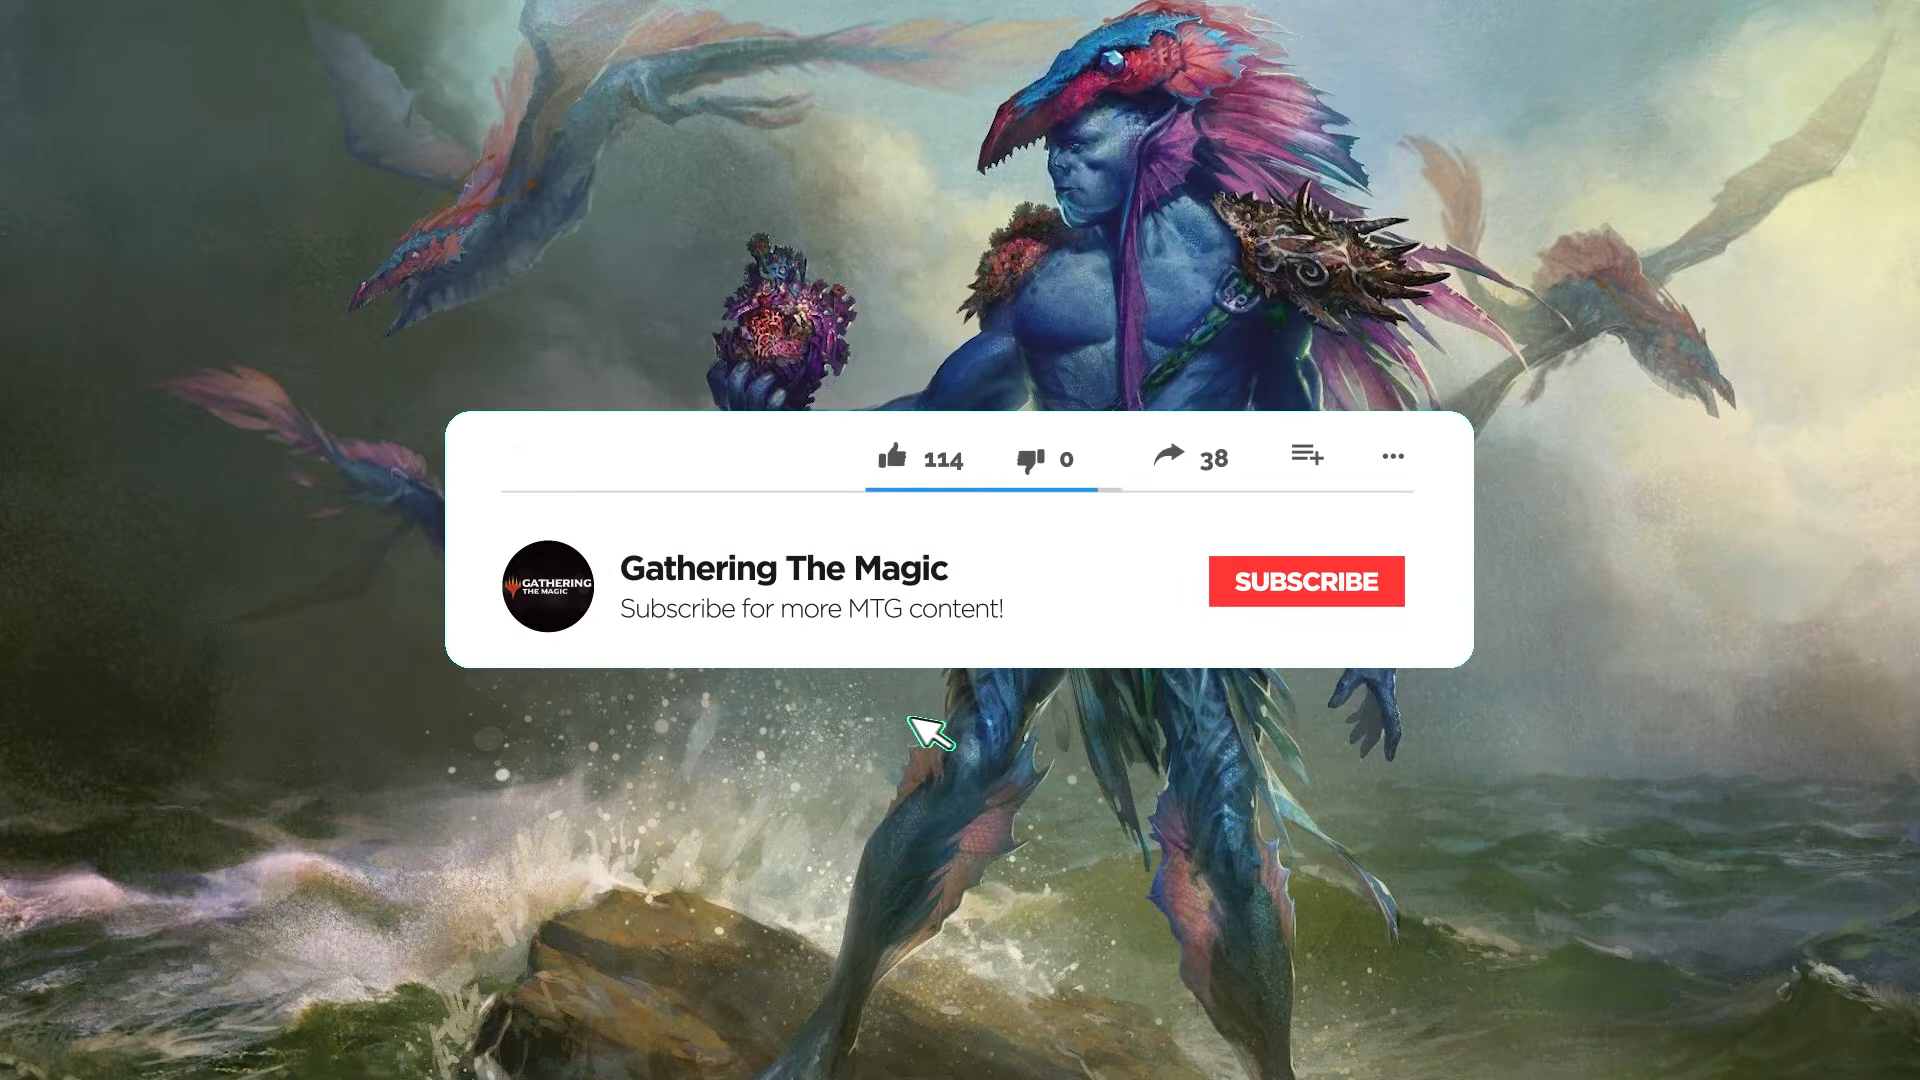 114 0 38
GATHERING
THE MAGIC
Gathering The Magic
Subscribe for more MTG content!
SUBSCRIBE